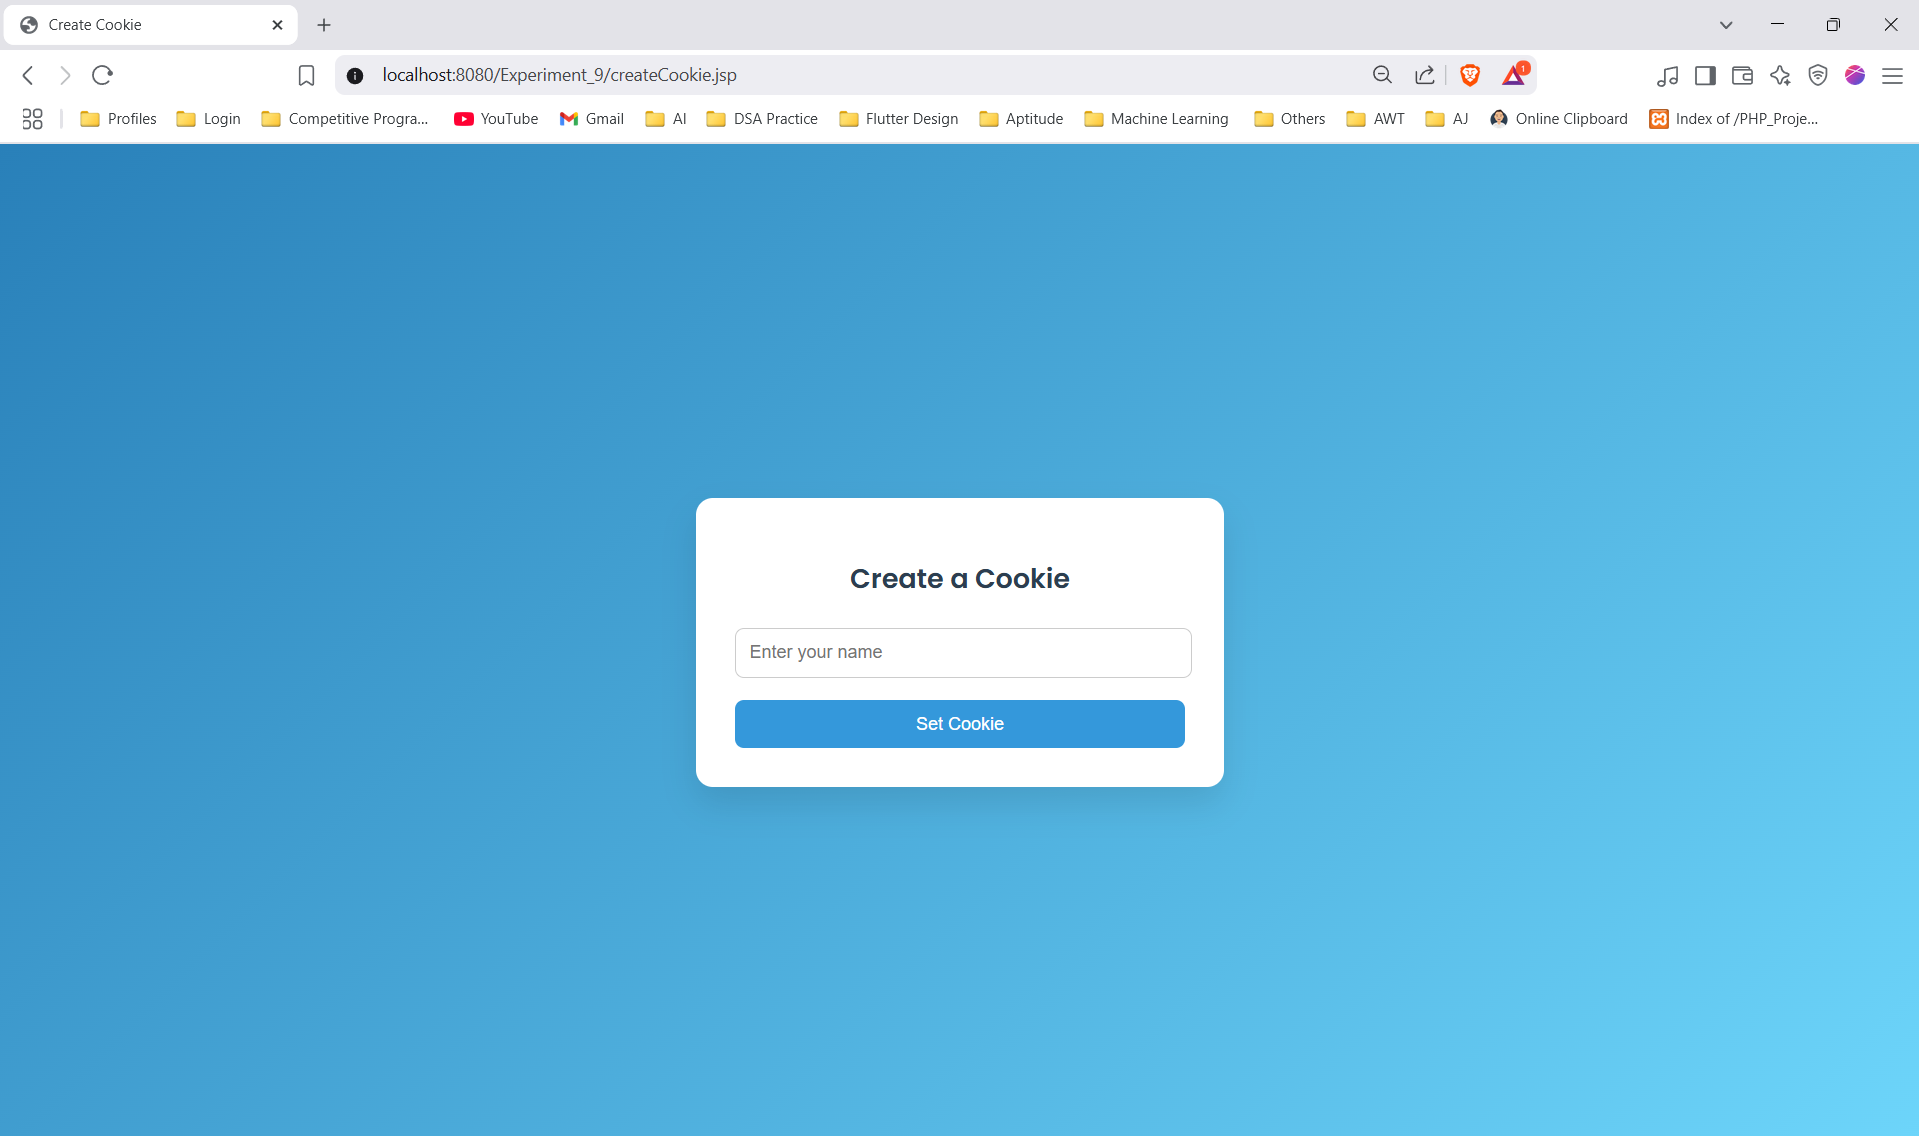 Create Cookie
localhost:8080/Experiment_9/createCookie.jsp
1
Profiles Login Competitive Progra... YouTube Gmail AI DSA Practice Flutter Design Aptitude Machine Learning Others AWT AJ Online Clipboard Index of /PHP_Proje...
Create a Cookie
Enter your name
Set Cookie